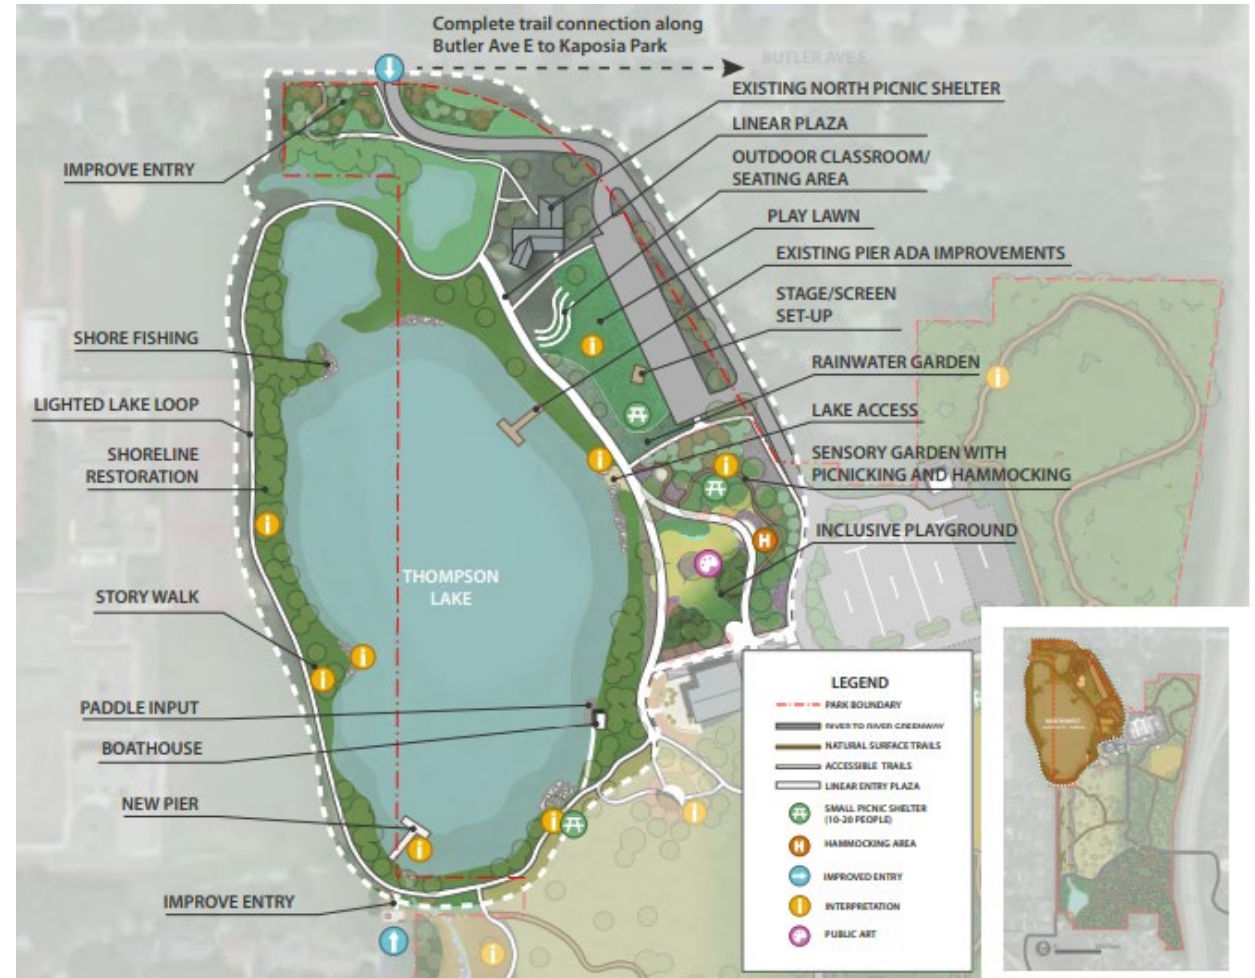 Complete trail connection along
Butler Ave E to Kaposia Park
BUTLER AVE E
EXISTING NORTH PICNIC SHELTER
LINEAR PLAZA
OUTDOOR CLASSROOM/
SEATING AREA
PLAY LAWN
EXISTING PIER ADA IMPROVEMENTS
STAGE/SCREEN
SET-UP
RAINWATER GARDEN
LAKE ACCESS
SENSORY GARDEN WITH
PICNICKING AND HAMMOCKING
INCLUSIVE PLAYGROUND
IMPROVE ENTRY
SHORE FISHING
LIGHTED LAKE LOOP
SHORELINE
RESTORATION
STORY WALK
PADDLE INPUT
BOATHOUSE
NEW PIER
IMPROVE ENTRY
THOMPSON
LAKE
i
i
i
i
i
i
i
i
i
i
i
i
H
LEGEND
PARK BOUNDARY
RIVER TO RIVER GREENWAY
NATURAL SURFACE TRAILS
ACCESSIBLE TRAILS
LINEAR ENTRY PLAZA
SMALL PICNIC SHELTER
(10-20 PEOPLE)
H HAMMOCKING AREA
IMPROVED ENTRY
i INTERPRETATION
PUBLIC ART